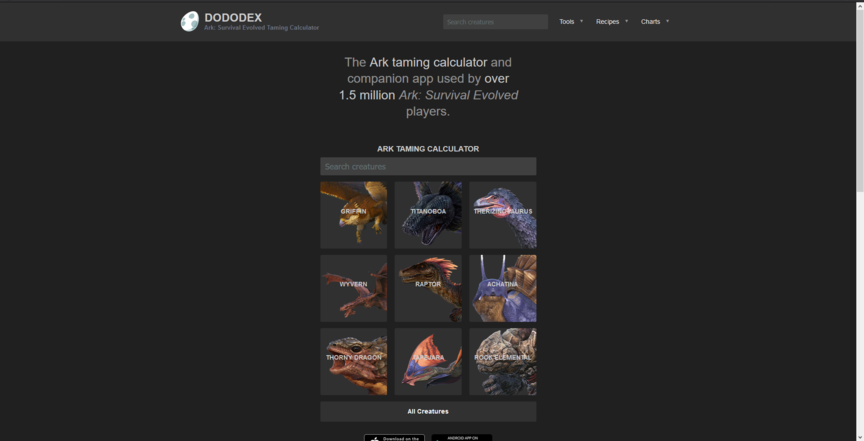 DODODEX
Ark: Survival Evolved Taming Calculator
Search creatures
Tools
Recipes
Charts
The Ark taming calculator and
companion app used by over
1.5 million Ark: Survival Evolved
players.
ARK TAMING CALCULATOR
Search creatures
GRIFFIN
TITANOBOA
THERIZINOSAURUS
WYVERN
RAPTOR
ACHATINA
THORNY DRAGON
TAPEJARA
ROCK ELEMENTAL
All Creatures
Download on the
ANDROID APP ON